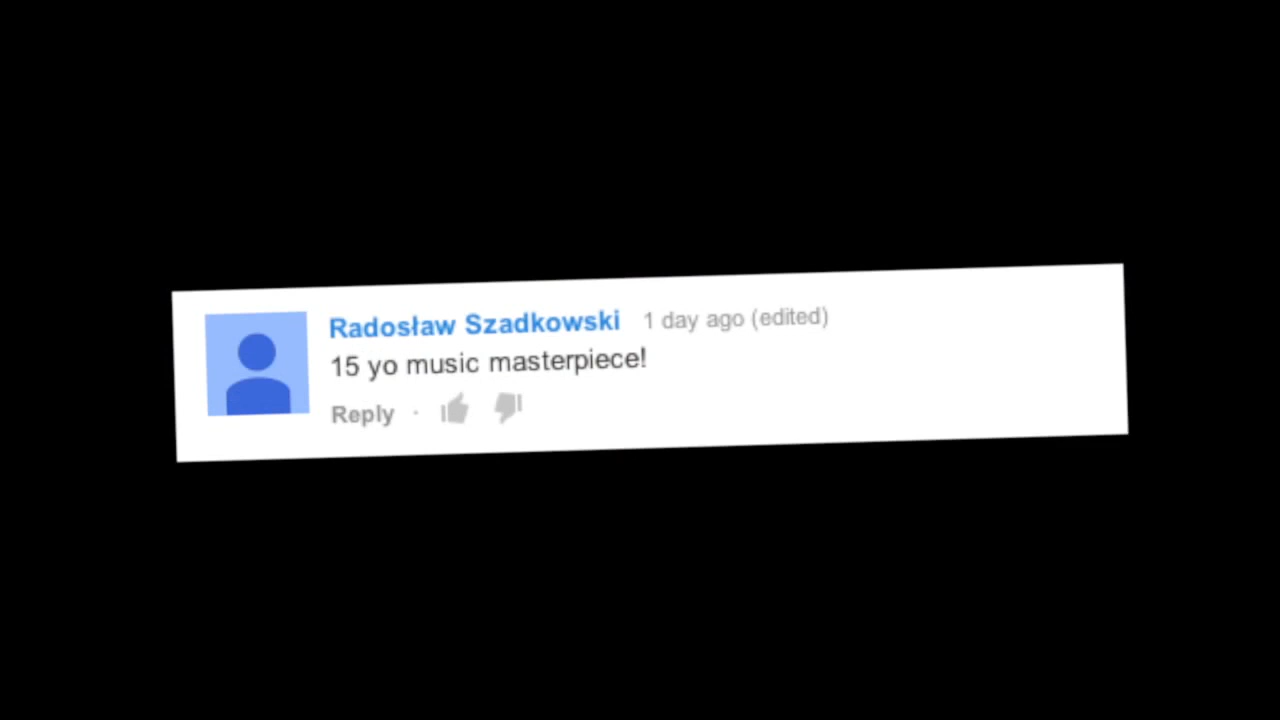 Radosław Szadkowski 1 day ago (edited)
15 yo music masterpiece!
Reply ·